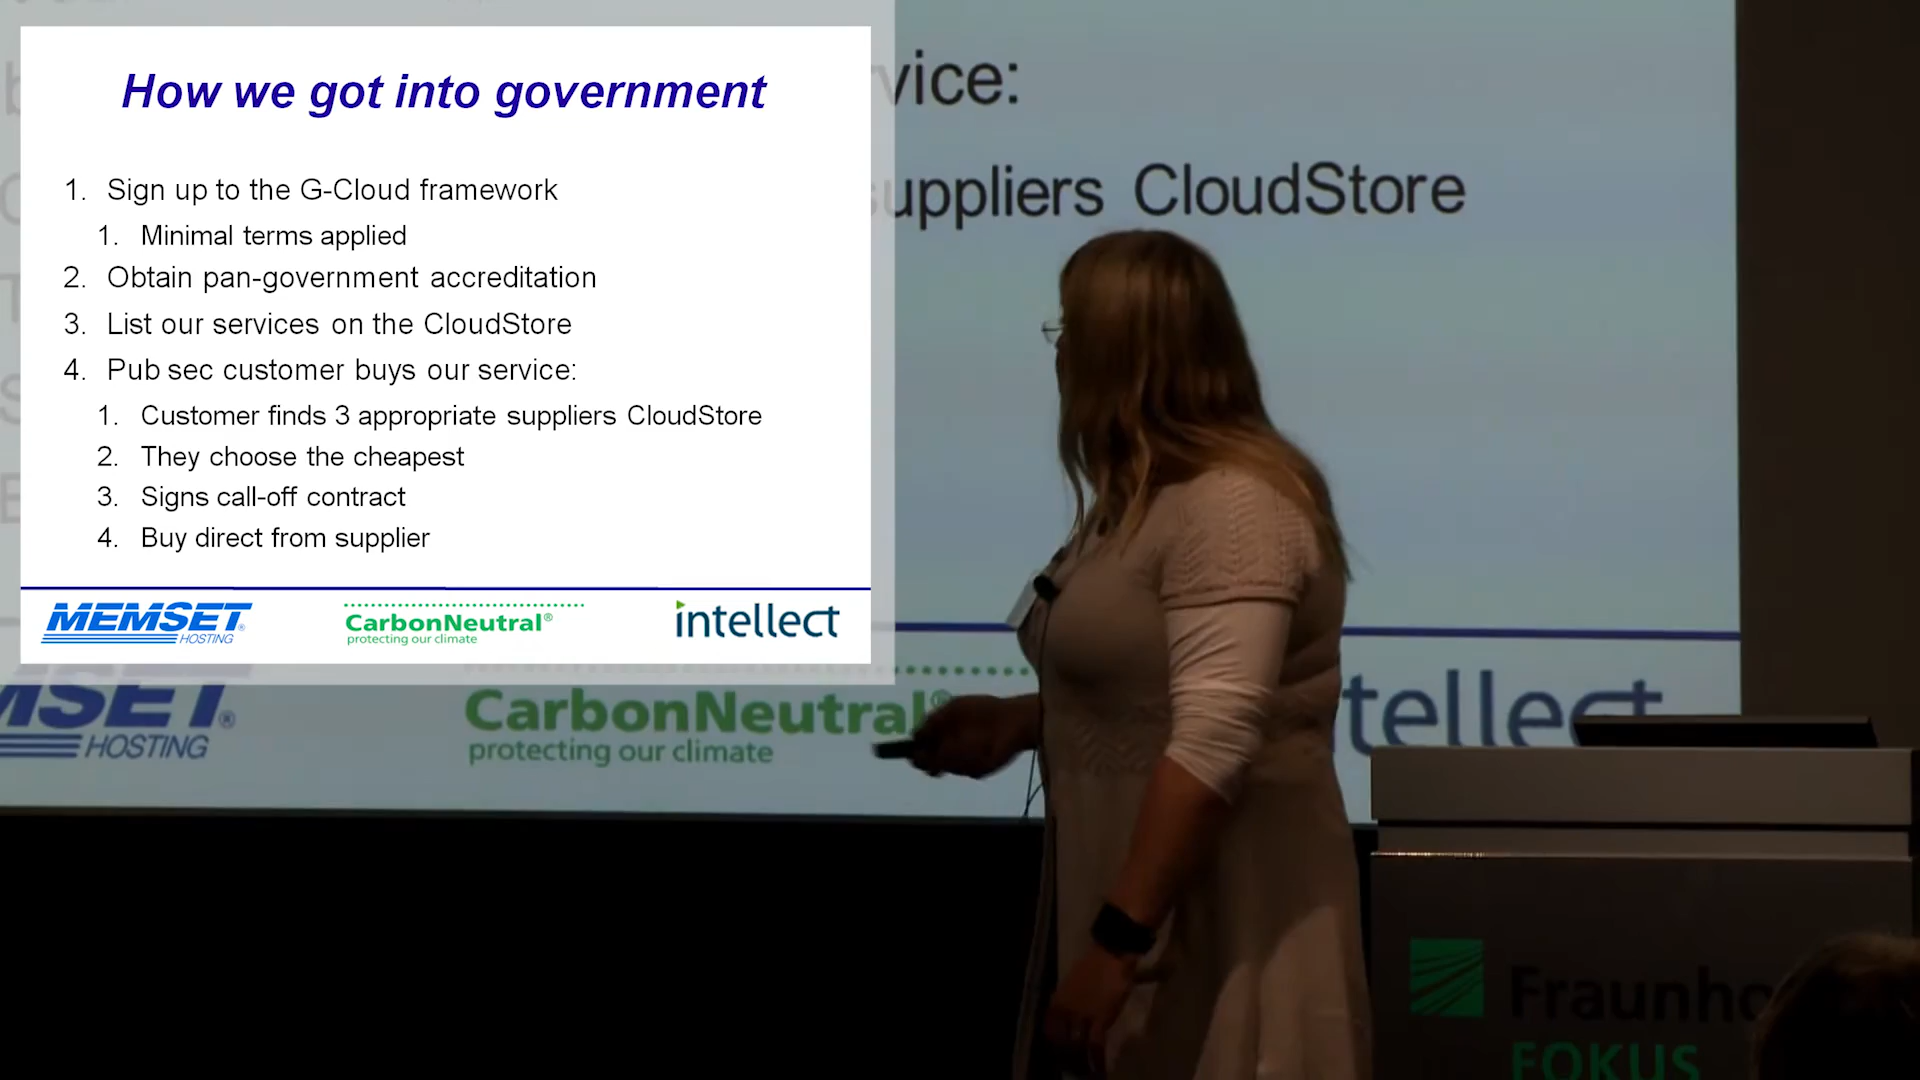 How we got into government
1. Sign up to the G-Cloud framework
1. Minimal terms applied
2. Obtain pan-government accreditation
3. List our services on the CloudStore
4. Pub sec customer buys our service:
1. Customer finds 3 appropriate suppliers CloudStore
2. They choose the cheapest
3. Signs call-off contract
4. Buy direct from supplier
MEMSET®
HOSTING
CarbonNeutral®
protecting our climate
intellect
vice:
uppliers CloudStore
MSET®
HOSTING
CarbonNeutral®
protecting our climate
ntellect
Fraunho
FOKUS